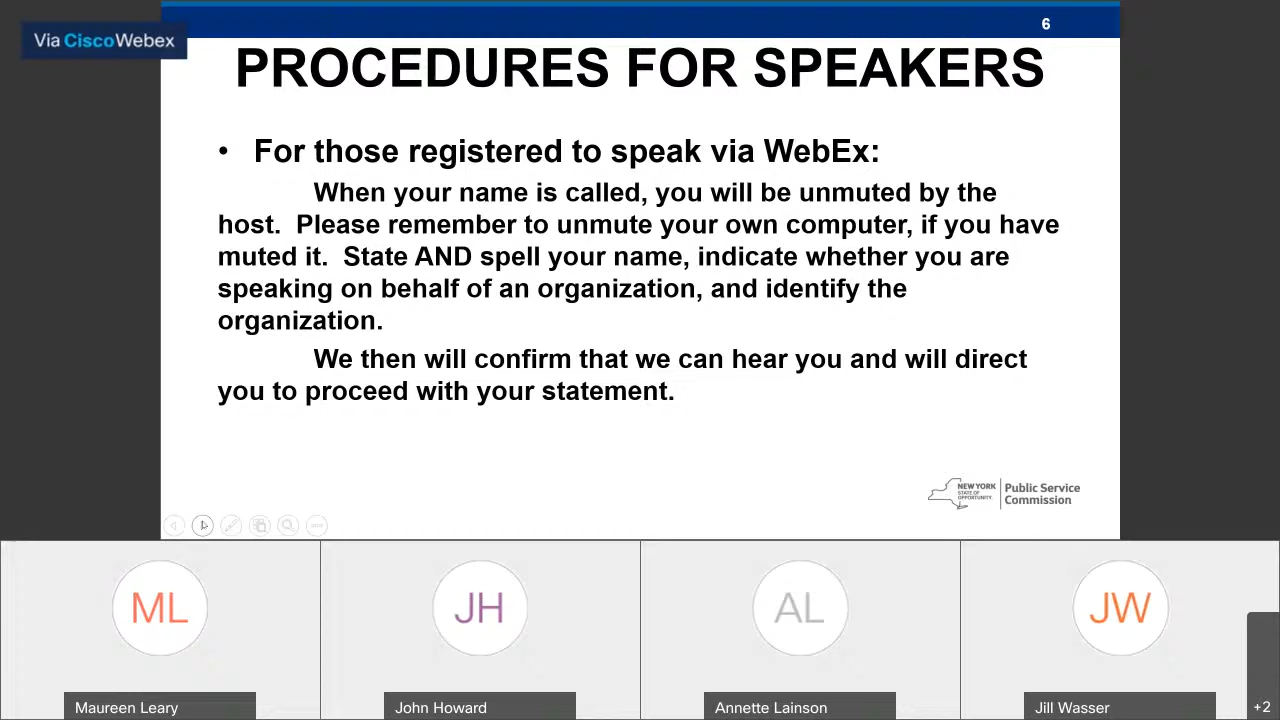 6
Via CiscoWebex
PROCEDURES FOR SPEAKERS
• For those registered to speak via WebEx:
When your name is called, you will be unmuted by the
host. Please remember to unmute your own computer, if you have
muted it. State AND spell your name, indicate whether you are
speaking on behalf of an organization, and identify the
organization.
We then will confirm that we can hear you and will direct
you to proceed with your statement.
NEW YORK
STATE OF
OPPORTUNITY.
Public Service
Commission
ML
JH
AL
JW
Maureen Leary
John Howard
Annette Lainson
Jill Wasser
+2